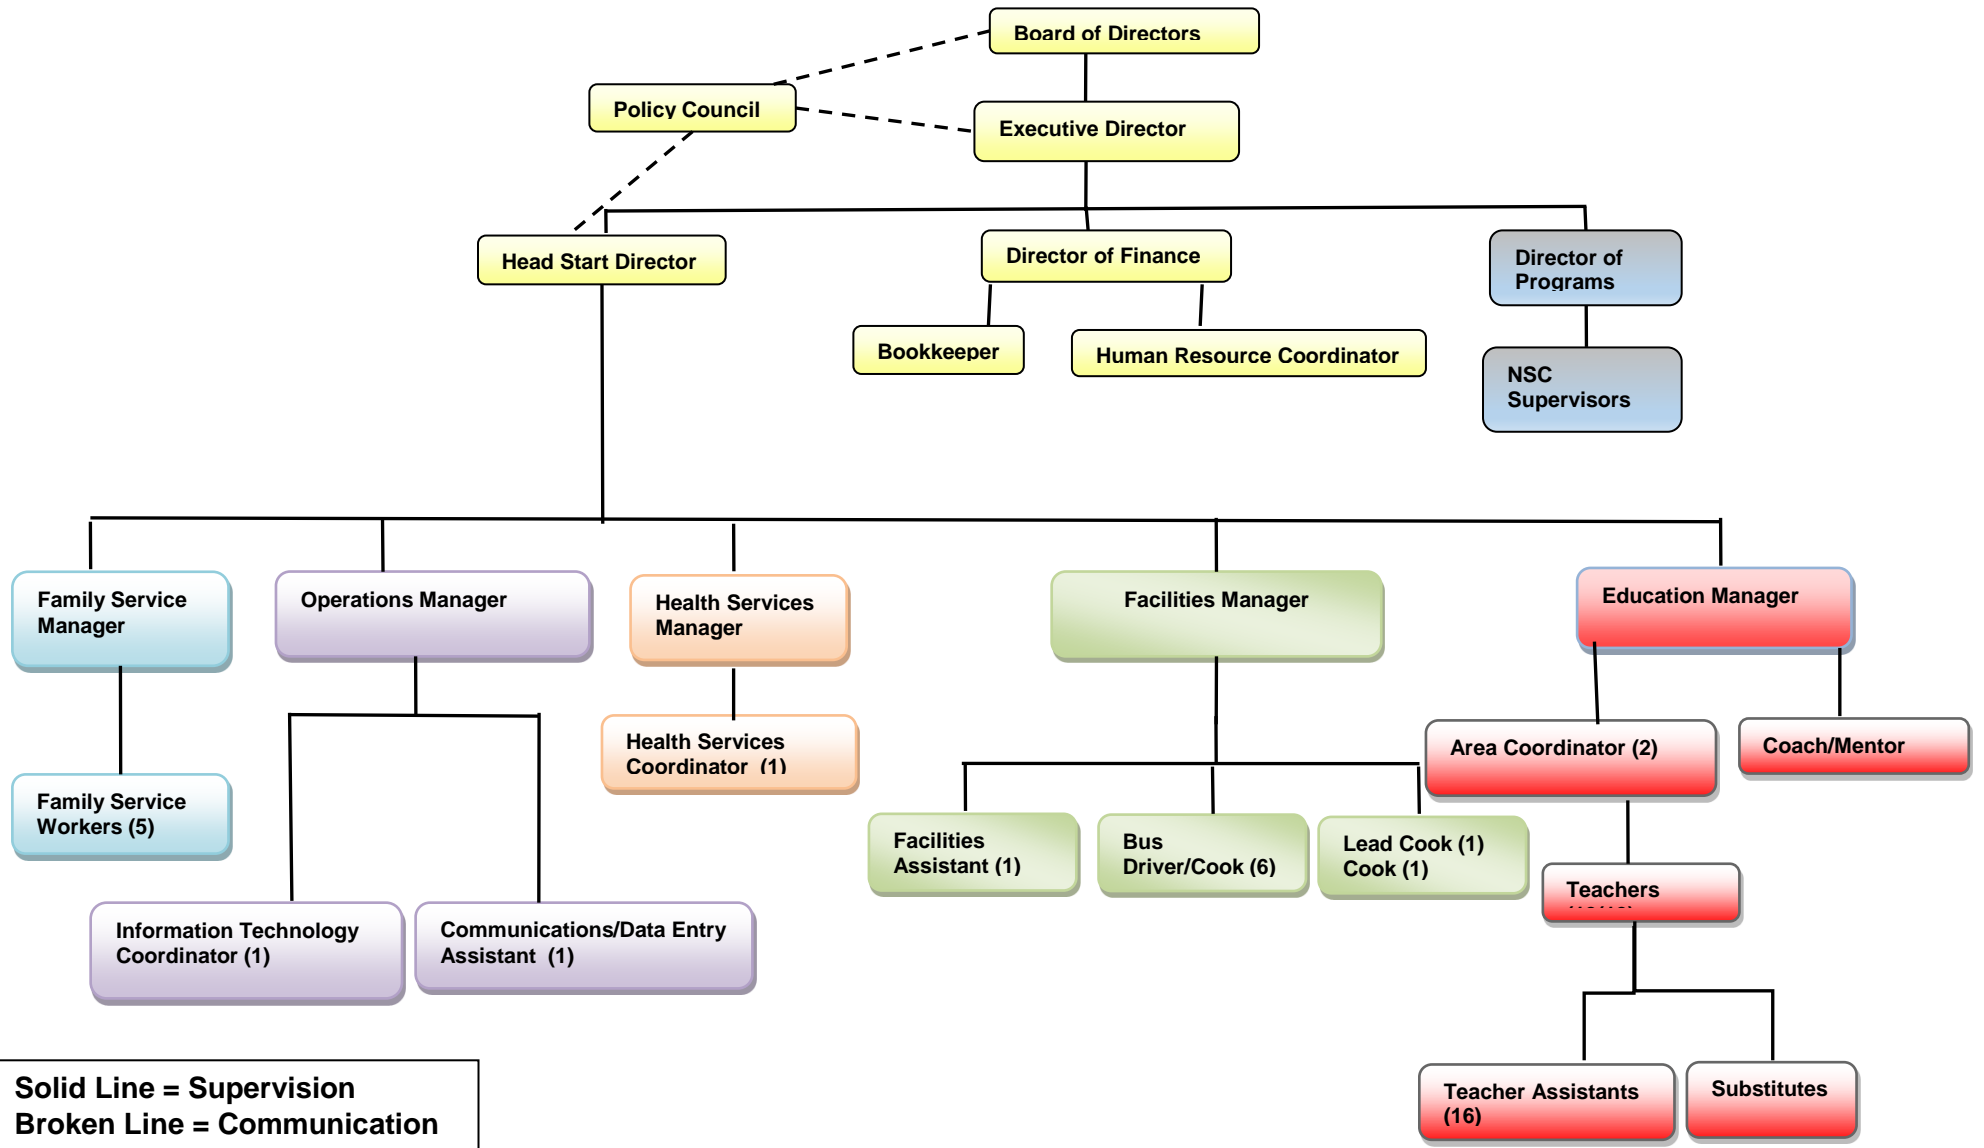 Board of Directors
Policy Council
Executive Director
Head Start Director
Director of Finance
Director of
Programs
Bookkeeper
Human Resource Coordinator
NSC
Supervisors
Family Service
Manager
Operations Manager
Health Services
Manager
Facilities Manager
Education Manager
Health Services
Coordinator (1)
Area Coordinator (2)
Coach/Mentor
Family Service
Workers (5)
Facilities
Assistant (1)
Bus
Driver/Cook (6)
Lead Cook (1)
Cook (1)
Teachers
Information Technology
Coordinator (1)
Communications/Data Entry
Assistant (1)
Teacher Assistants
(16)
Substitutes
Solid Line = Supervision
Broken Line = Communication